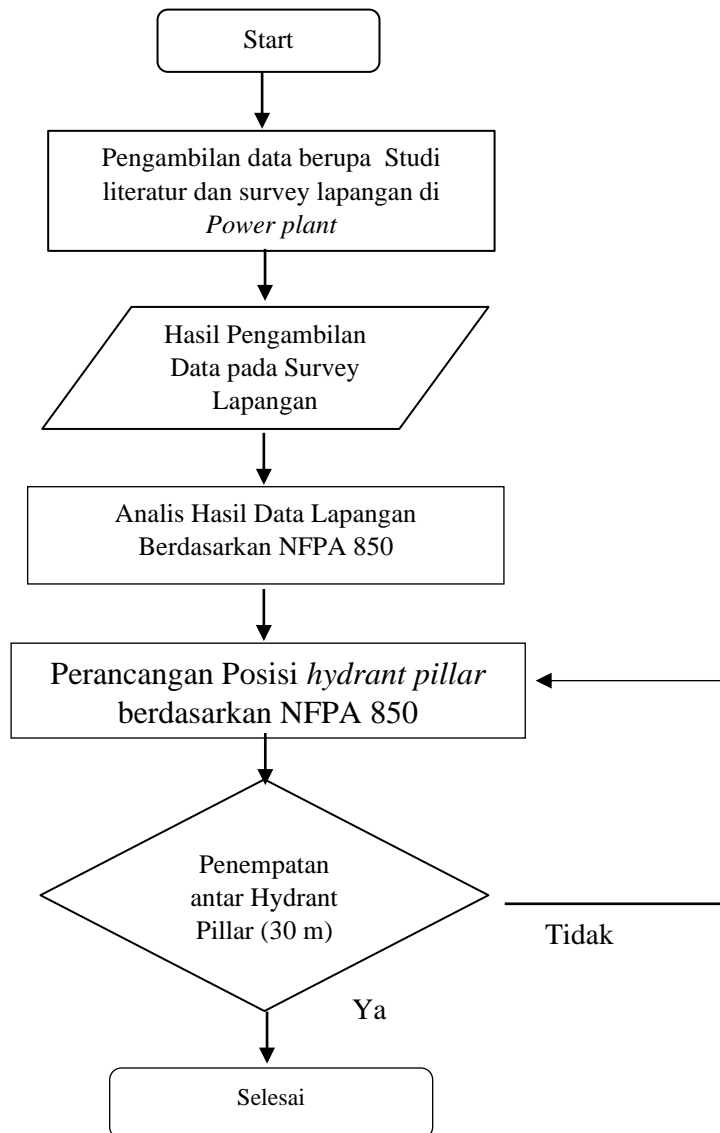 Start
Pengambilan data berupa Studi
literatur dan survey lapangan di
Power plant
Hasil Pengambilan
Data pada Survey
Lapangan
Analis Hasil Data Lapangan
Berdasarkan NFPA 850
Perancangan Posisi hydrant pillar
berdasarkan NFPA 850
Penempatan
antar Hydrant
Pillar (30 m)
Tidak
Ya
Selesai